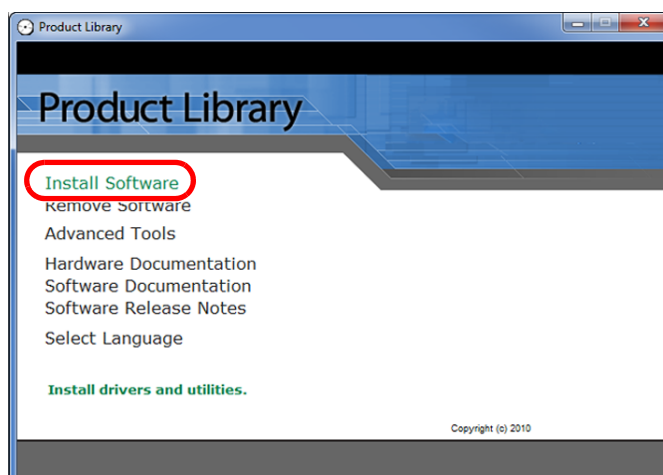 Product Library
Product Library
Install Software
Remove Software
Advanced Tools
Hardware Documentation
Software Documentation
Software Release Notes
Select Language
Install drivers and utilities.
Copyright (c) 2010